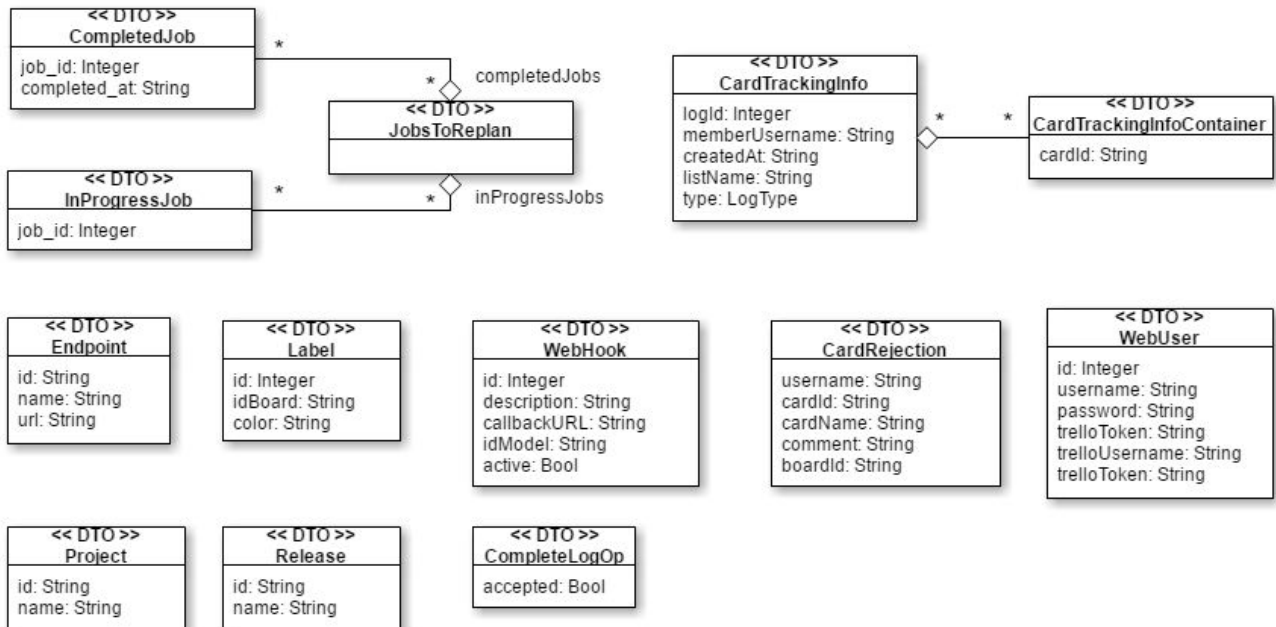 << DTO >>
CompletedJob
job_id: Integer
completed_at: String
*
*
completedJobs
<< DTO >>
JobsToReplan
<< DTO >>
InProgressJob
job_id: Integer
*
*
inProgressJobs
<< DTO >>
CardTrackingInfo
logId: Integer
memberUsername: String
createdAt: String
listName: String
type: LogType
*
*
<< DTO >>
CardTrackingInfoContainer
cardId: String
<< DTO >>
Endpoint
id: String
name: String
url: String
<< DTO >>
Label
id: Integer
idBoard: String
color: String
<< DTO >>
WebHook
id: Integer
description: String
callbackURL: String
idModel: String
active: Bool
<< DTO >>
CardRejection
username: String
cardId: String
cardName: String
comment: String
boardId: String
<< DTO >>
WebUser
id: Integer
username: String
password: String
trelloToken: String
trelloUsername: String
trelloToken: String
<< DTO >>
Project
id: String
name: String
<< DTO >>
Release
id: String
name: String
<< DTO >>
CompleteLogOp
accepted: Bool